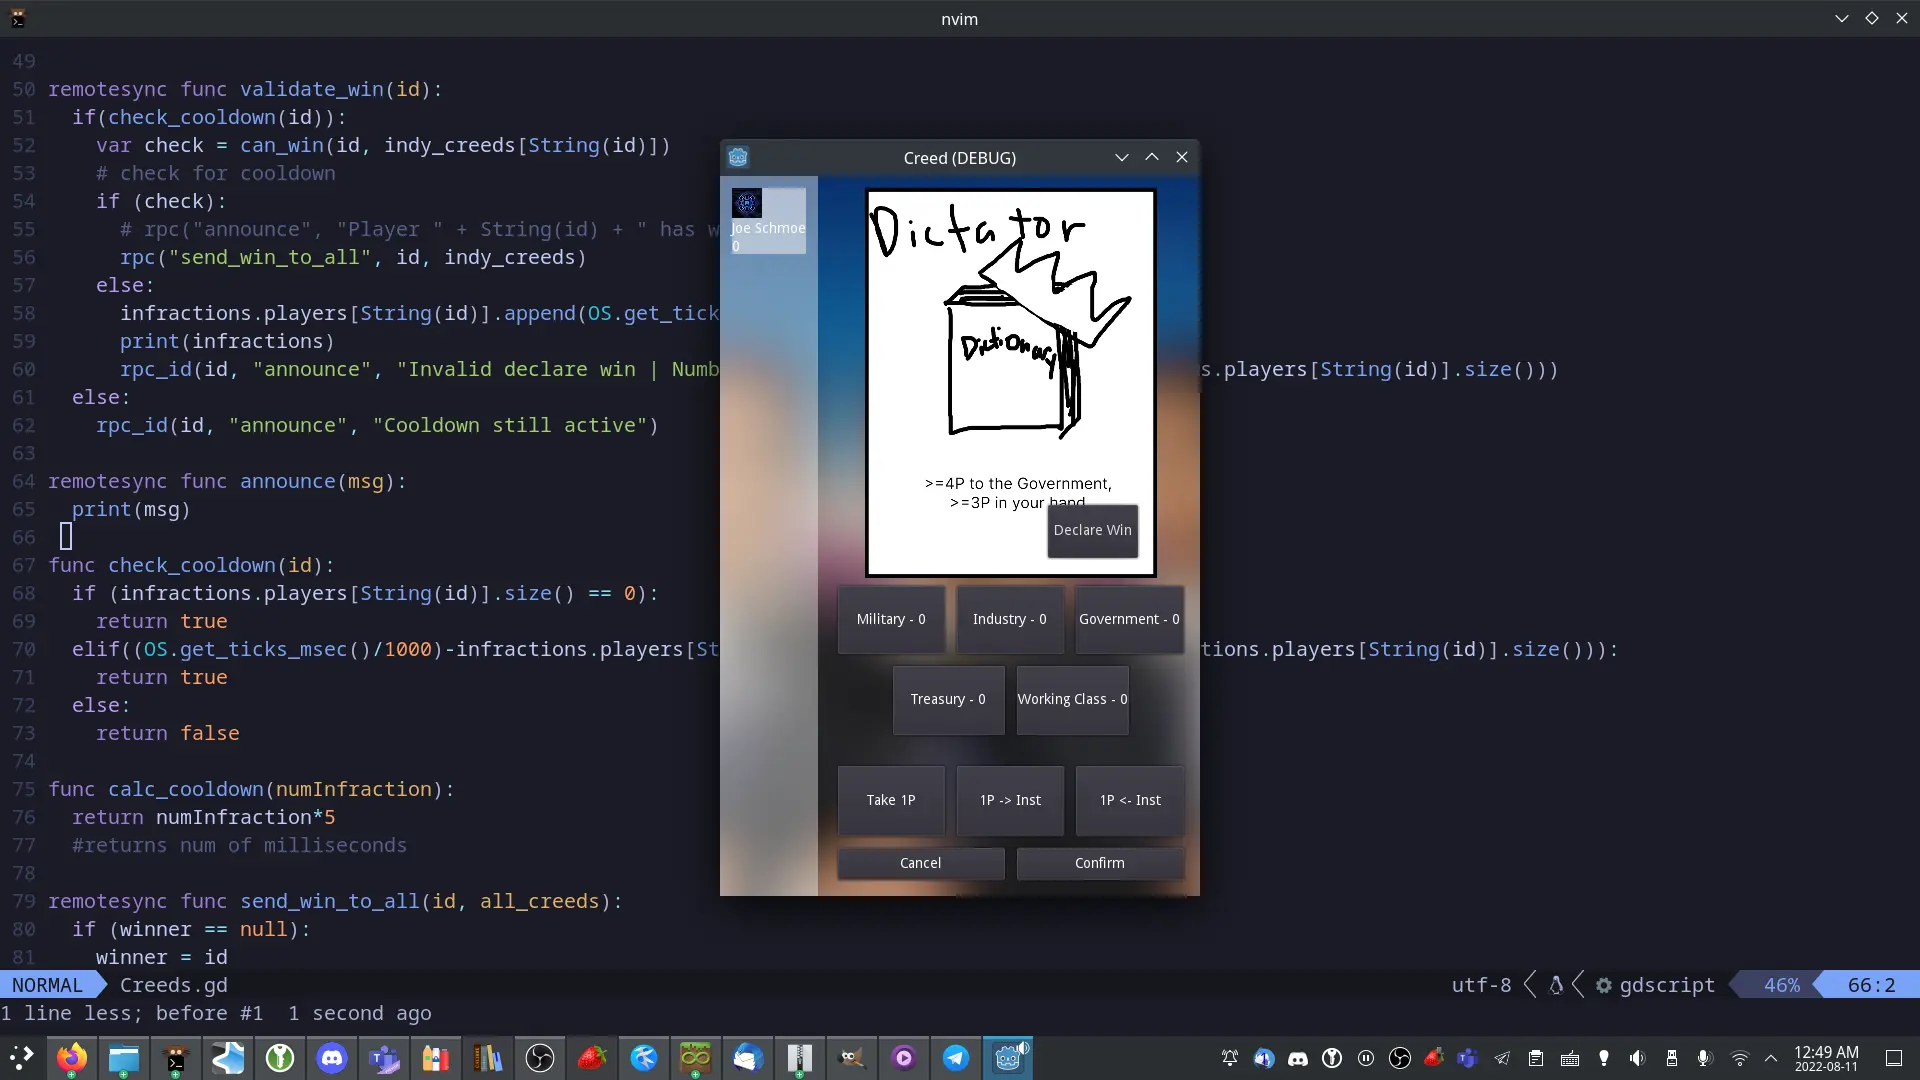 nvim
49
50 remotesync func validate_win(id):
51 if(check_cooldown(id)):
52 var check = can_win(id, indy_creeds[String(id)])
53 # check for cooldown
54 if (check):
55 # rpc("announce", "Player " + String(id) + " has w
56 rpc("send_win_to_all", id, indy_creeds)
57 else:
58 infractions.players[String(id)].append(OS.get_tick
59 print(infractions)
60 rpc_id(id, "announce", "Invalid declare win | Numb s.players[String(id)].size()))
61 else:
62 rpc_id(id, "announce", "Cooldown still active")
63
64 remotesync func announce(msg):
65 print(msg)
66
67 func check_cooldown(id):
68 if (infractions.players[String(id)].size() == 0):
69 return true
70 elif((OS.get_ticks_msec()/1000)-infractions.players[St tions.players[String(id)].size())):
71 return true
72 else:
73 return false
74
75 func calc_cooldown(numInfraction):
76 return numInfraction*5
77 #returns num of milliseconds
78
79 remotesync func send_win_to_all(id, all_creeds):
80 if (winner == null):
81 winner = id
NORMAL Creeds.gd utf-8 gdscript 46% 66:2
1 line less; before #1 1 second ago
Creed (DEBUG)
Joe Schmoe
0
Dictator
Dictionary
>=4P to the Government,
>=3P in your hand
Declare Win
Military - 0 Industry - 0 Government - 0
Treasury - 0 Working Class - 0
Take 1P 1P -> Inst 1P <- Inst
Cancel Confirm
12:49 AM
2022-08-11